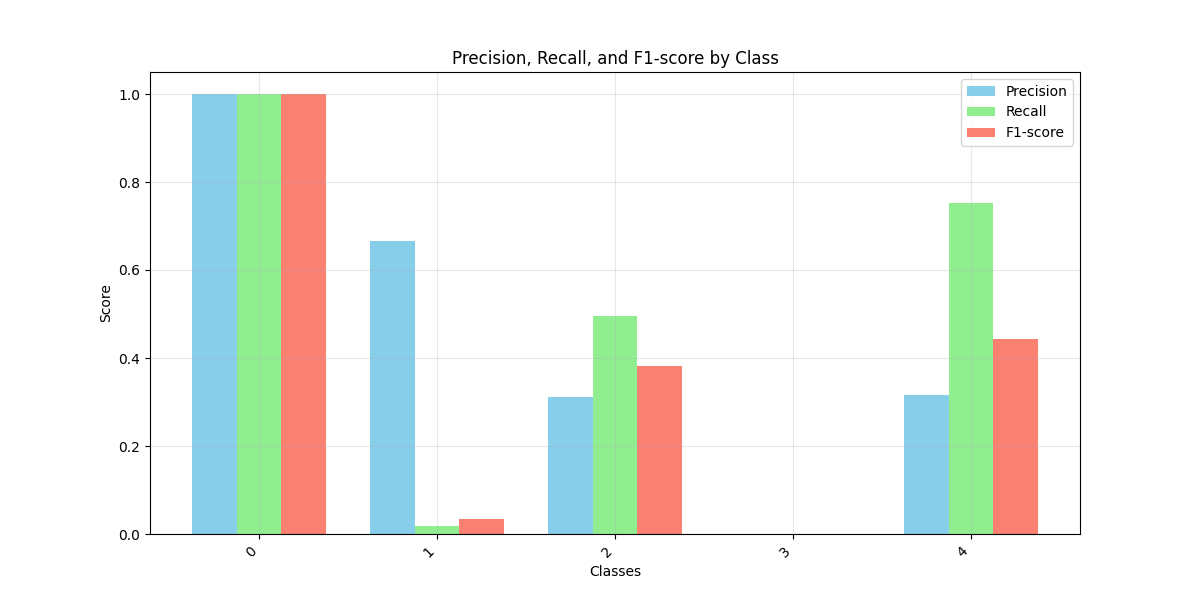 Precision, Recall, and F1-score by Class
Precision
Recall
F1-score
1.0
0.8
0.6
0.4
0.2
0.0
Score
0
1
2
3
4
Classes